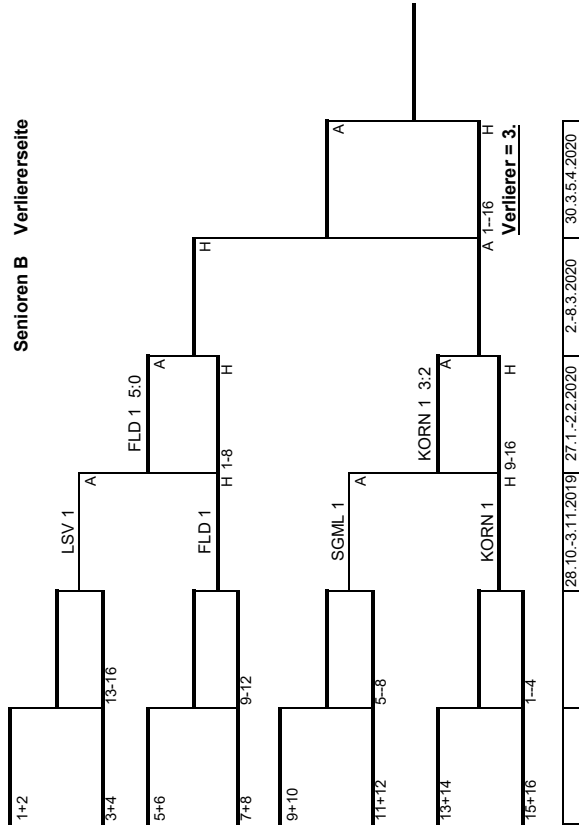 Senioren B Verliererseite
1+2
3+4
5+6
7+8
9+10
11+12
13+14
15+16
13-16
9-12
5--8
1--4
LSV 1
A
FLD 1
H 1-8
SGML 1
A
KORN 1
H 9-16
FLD 1 5:0
A
H
KORN 1 3:2
A
H
H
A 1--16
A
H
Verlierer = 3.
28.10.-3.11.2019 27.1.-2.2.2020 2.-8.3.2020 30.3.5.4.2020